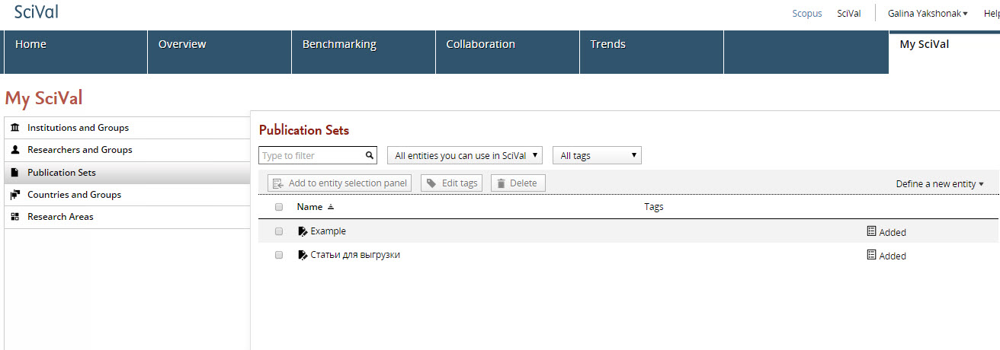 SciVal
Scopus SciVal Galina Yakshonak Help
Home Overview Benchmarking Collaboration Trends My SciVal
My SciVal
Institutions and Groups
Researchers and Groups
Publication Sets
Countries and Groups
Research Areas
Publication Sets
Type to filter All entities you can use in SciVal All tags
Add to entity selection panel Edit tags Delete Define a new entity
Name Tags
Example Added
Статьи для выгрузки Added